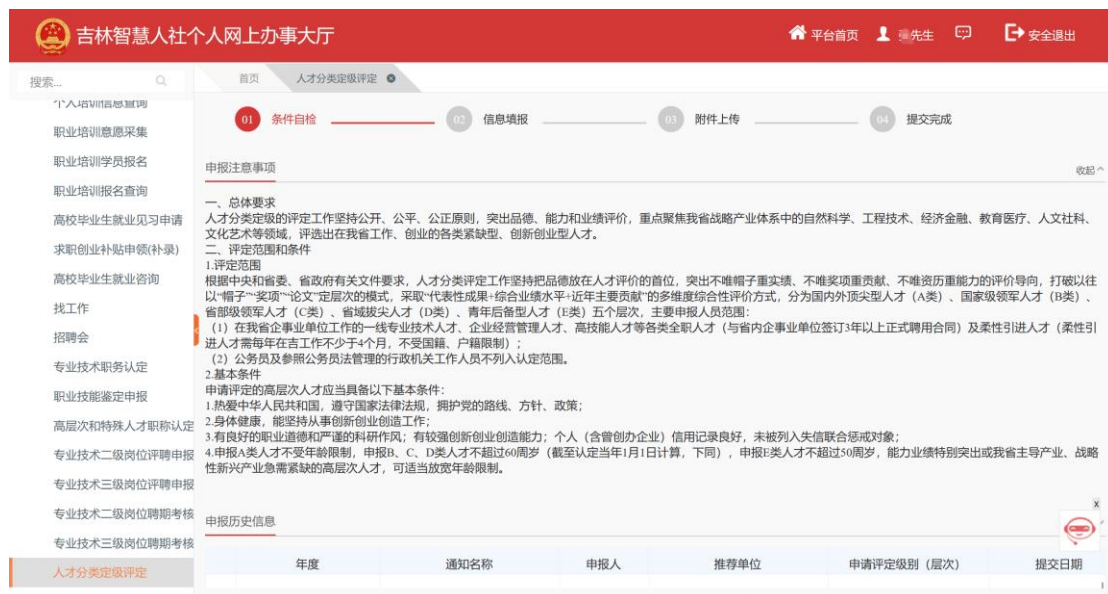 吉林智慧人社个人网上办事大厅
平台首页
先生
安全退出
搜索...
首页
人才分类定级评定
个人培训信息查询
职业培训意愿采集
职业培训学员报名
职业培训报名查询
高校毕业生就业见习申请
求职创业补贴申领(补录)
高校毕业生就业咨询
找工作
招聘会
专业技术职务认定
职业技能鉴定申报
高层次和特殊人才职称认定
专业技术二级岗位评聘申报
专业技术三级岗位评聘申报
专业技术二级岗位聘期考核
专业技术三级岗位聘期考核
人才分类定级评定
01 条件自检
02 信息填报
03 附件上传
04 提交完成
申报注意事项
收起
一、总体要求
人才分类定级的评定工作坚持公开、公平、公正原则，突出品德、能力和业绩评价，重点聚焦我省战略产业体系中的自然科学、工程技术、经济金融、教育医疗、人文社科、
文化艺术等领域，评选出在我省工作、创业的各类紧缺型、创新创业型人才。
二、评定范围和条件
1.评定范围
根据中央和省委、省政府有关文件要求，人才分类评定工作坚持把品德放在人才评价的首位，突出不唯帽子重实绩、不唯奖项重贡献、不唯资历重能力的评价导向，打破以往
以“帽子”“奖项”“论文”定层次的模式，采取“代表性成果+综合业绩水平+近年主要贡献”的多维度综合性评价方式，分为国内外顶尖型人才（A类）、国家级领军人才（B类）、
省部级领军人才（C类）、省域拔尖人才（D类）、青年后备型人才（E类）五个层次，主要申报人员范围：
（1）在我省企事业单位工作的一线专业技术人才、企业经营管理人才、高技能人才等各类全职人才（与省内企事业单位签订3年以上正式聘用合同）及柔性引进人才（柔性引
进人才需每年在吉工作不少于4个月，不受国籍、户籍限制）；
（2）公务员及参照公务员法管理的行政机关工作人员不列入认定范围。
2.基本条件
申请评定的高层次人才应当具备以下基本条件：
1.热爱中华人民共和国，遵守国家法律法规，拥护党的路线、方针、政策；
2.身体健康，能坚持从事创新创业创造工作；
3.有良好的职业道德和严谨的科研作风；有较强创新创业创造能力；个人（含曾创办企业）信用记录良好，未被列入失信联合惩戒对象；
4.申报A类人才不受年龄限制，申报B、C、D类人才不超过60周岁（截至认定当年1月1日计算，下同），申报E类人才不超过50周岁，能力业绩特别突出或我省主导产业、战略
性新兴产业急需紧缺的高层次人才，可适当放宽年龄限制。
申报历史信息
x
年度 通知名称 申报人 推荐单位 申请评定级别（层次） 提交日期